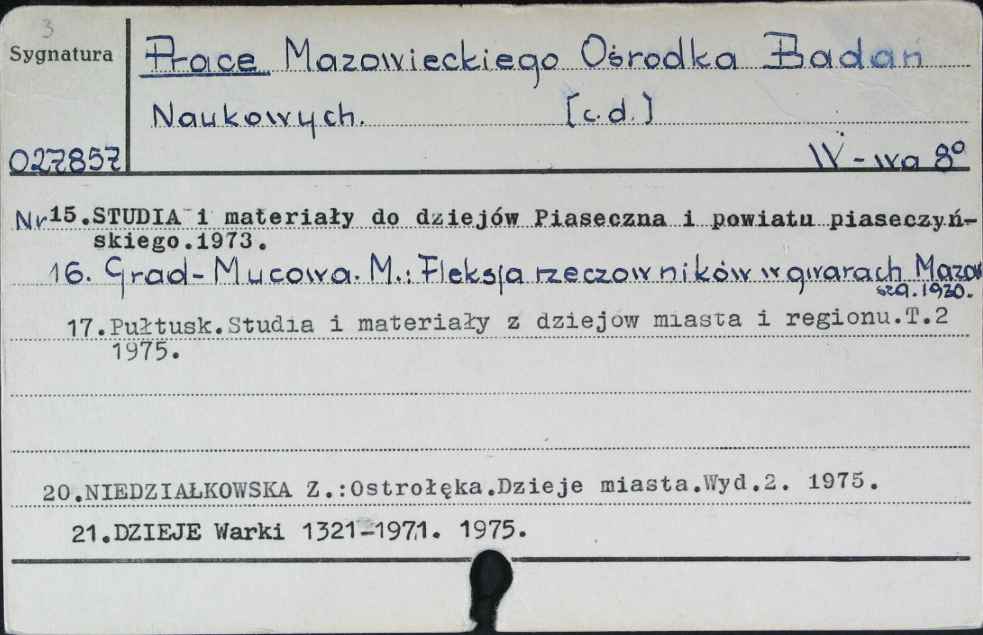 3
Sygnatura
Prace Mazowieckiego Ośrodka Badań
Naukowych. [c.d.]
027857
W-wa 8°
Nr 15.STUDIA i materiały do dziejów Piaseczna i powiatu piaseczyń-
skiego.1973.
16. Grad-Mucowa. M.: Fleksja rzeczowników w gwarach Mazow
sza.1970.
17.Pułtusk.Studia i materiały z dziejów miasta i regionu.T.2
1975.
20.NIEDZIAŁKOWSKA Z.:Ostrołęka.Dzieje miasta.Wyd.2. 1975.
21.DZIEJE Warki 1321-1971. 1975.